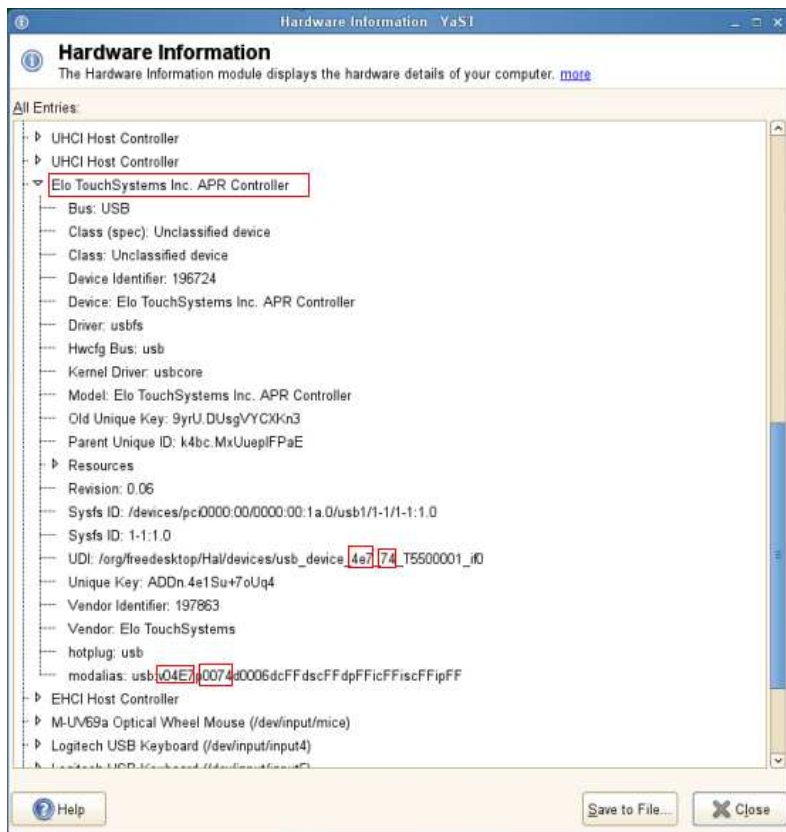 Hardware Information YaST
Hardware Information
The Hardware Information module displays the hardware details of your computer. more
All Entries:
UHCI Host Controller
UHCI Host Controller
Elo TouchSystems Inc. APR Controller
Bus: USB
Class (spec): Unclassified device
Class: Unclassified device
Device Identifier: 196724
Device: Elo TouchSystems Inc. APR Controller
Driver: usbfs
Hwcfg Bus: usb
Kernel Driver: usbcore
Model: Elo TouchSystems Inc. APR Controller
Old Unique Key: 9yrU.DUsgVYCXKn3
Parent Unique ID: k4bc.MxUueplFPaE
Resources
Revision: 0.06
Sysfs ID: /devices/pci0000:00/0000:00:1a.0/usb1/1-1/1-1:1.0
Sysfs ID: 1-1:1.0
UDI: /org/freedesktop/Hal/devices/usb_device_4e7_74_T5500001_if0
Unique Key: ADDn.4e1Su+7oUq4
Vendor Identifier: 197863
Vendor: Elo TouchSystems
hotplug: usb
modalias: usb:v04E7p0074d0006dcFFdscFFdpFFicFFiscFFipFF
EHCI Host Controller
M-UV69a Optical Wheel Mouse (/dev/input/mice)
Logitech USB Keyboard (/dev/input/input4)
Logitech USB Keyboard (/dev/input/input5)
Help
Save to File...
Close